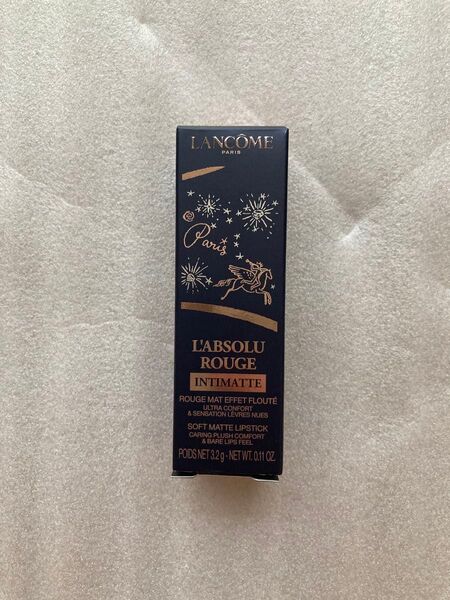 LANCÔME
PARIS
Paris
L'ABSOLU
ROUGE
INTIMATTE
ROUGE MAT EFFET FLOUTÉ
ULTRA CONFORT
& SENSATION LÈVRES NUES
SOFT MATTE LIPSTICK
CARING PLUSH COMFORT
& BARE LIPS FEEL
POIDS NET 3.2 g - NET WT. 0.11 OZ.